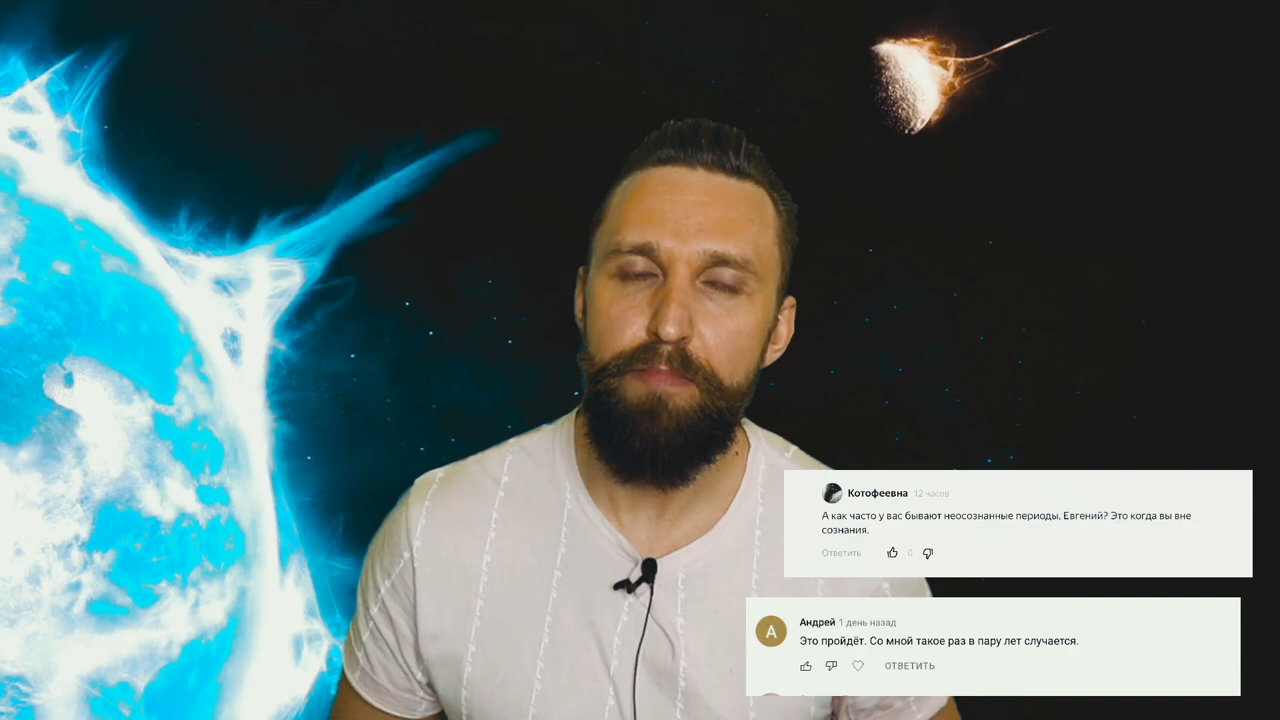 Котофеевна 12 часов
А как часто у вас бывают неосознанные периоды, Евгений? Это когда вы вне
сознания.
Ответить 0
А
Андрей 1 день назад
Это пройдёт. Со мной такое раз в пару лет случается.
ОТВЕТИТЬ